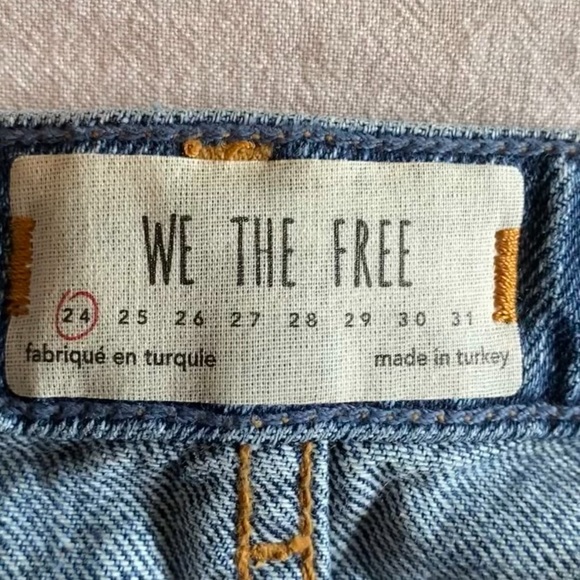 WE THE FREE
24 25 26 27 28 29 30 31
fabriqué en turquie made in turkey